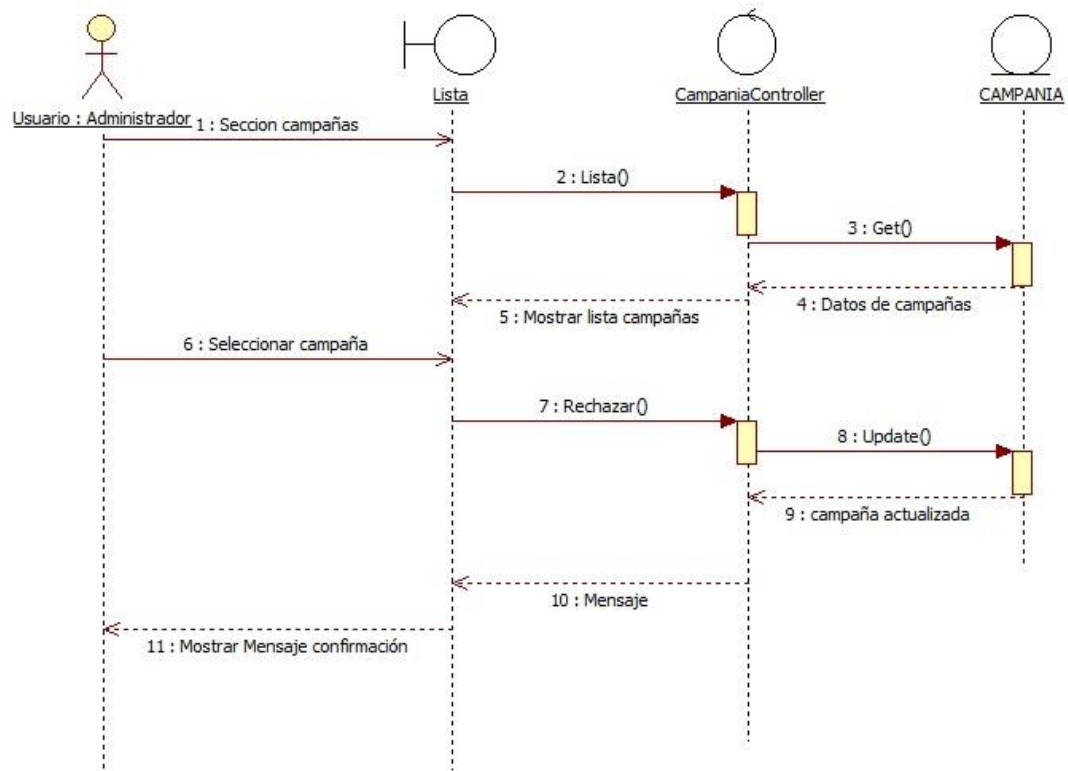 Lista
CampaniaController
CAMPANIA
Usuario : Administrador
1 : Seccion campañas
2 : Lista()
3 : Get()
4 : Datos de campañas
5 : Mostrar lista campañas
6 : Seleccionar campaña
7 : Rechazar()
8 : Update()
9 : campaña actualizada
10 : Mensaje
11 : Mostrar Mensaje confirmación